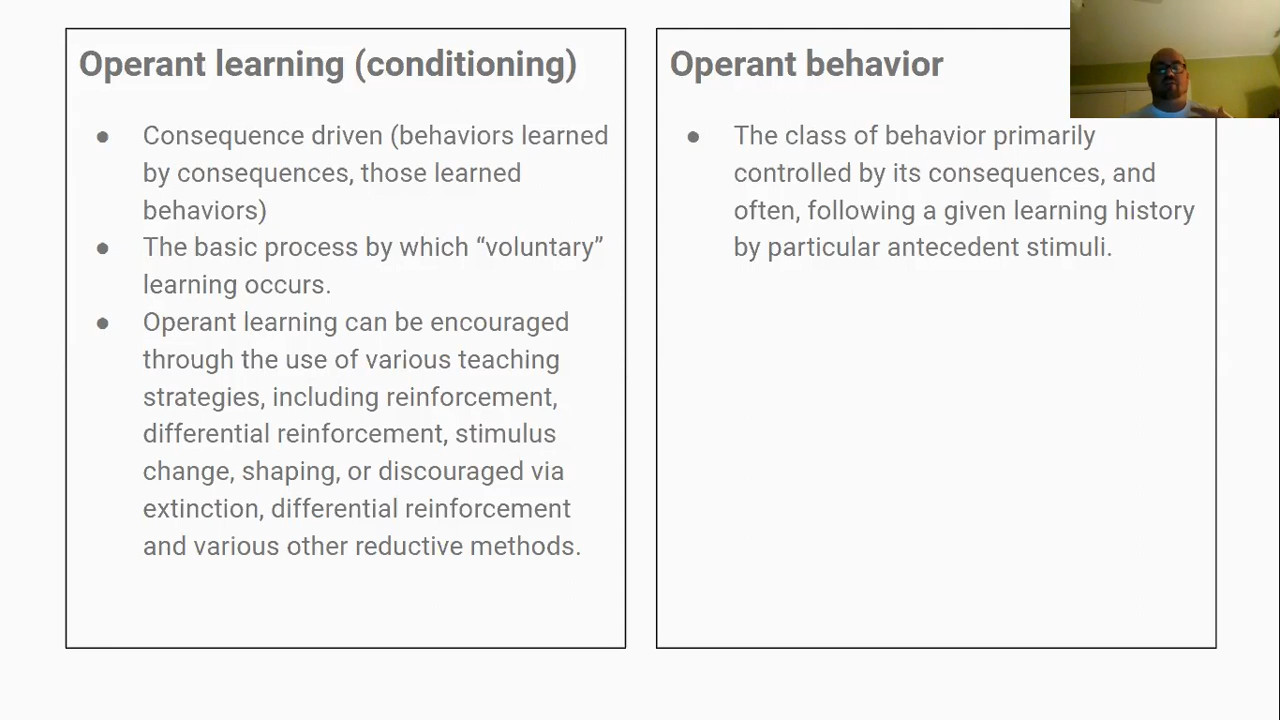 Operant learning (conditioning)
● Consequence driven (behaviors learned
by consequences, those learned
behaviors)
● The basic process by which “voluntary”
learning occurs.
● Operant learning can be encouraged
through the use of various teaching
strategies, including reinforcement,
differential reinforcement, stimulus
change, shaping, or discouraged via
extinction, differential reinforcement
and various other reductive methods.
Operant behavior
● The class of behavior primarily
controlled by its consequences, and
often, following a given learning history
by particular antecedent stimuli.